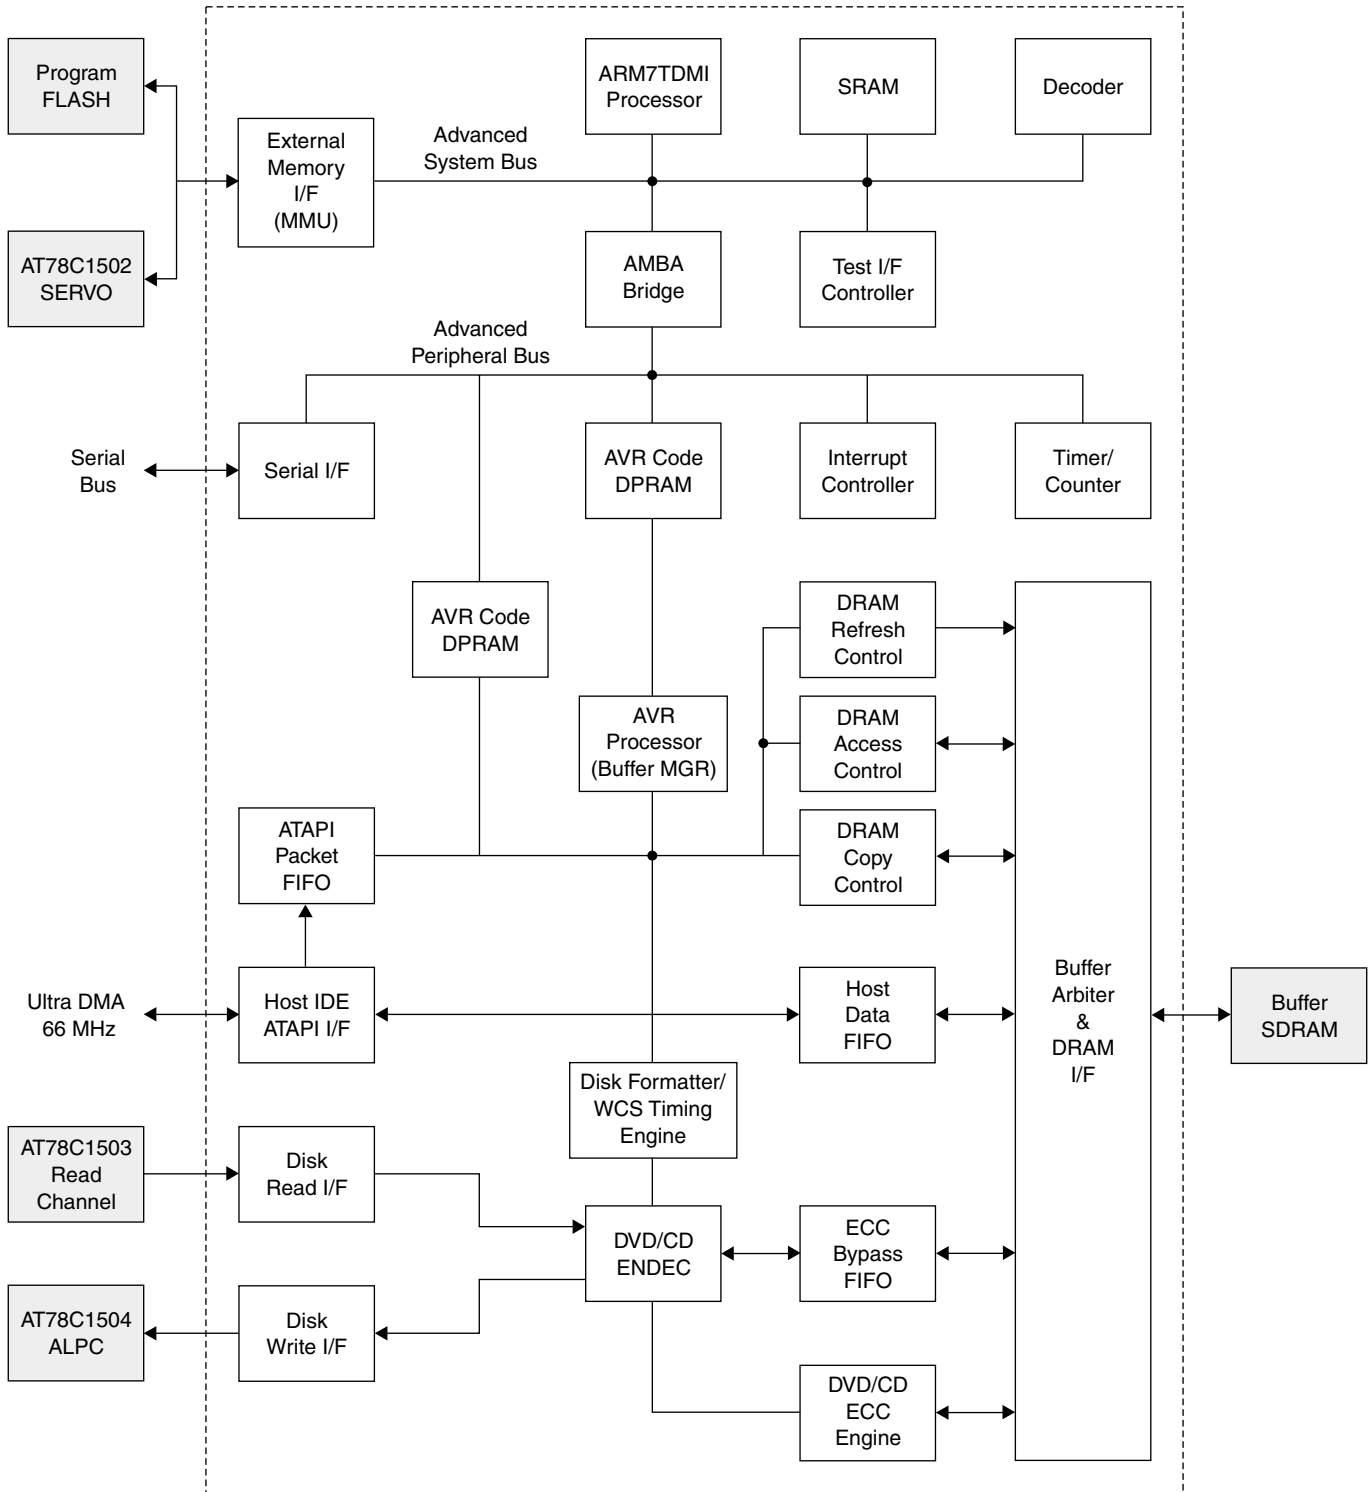 Program
FLASH
ARM7TDMI
Processor
SRAM
Decoder
External
Memory
I/F
(MMU)
Advanced
System Bus
AT78C1502
SERVO
AMBA
Bridge
Test I/F
Controller
Advanced
Peripheral Bus
Serial
Bus
Serial I/F
AVR Code
DPRAM
Interrupt
Controller
Timer/
Counter
AVR Code
DPRAM
DRAM
Refresh
Control
AVR
Processor
(Buffer MGR)
DRAM
Access
Control
ATAPI
Packet
FIFO
DRAM
Copy
Control
Ultra DMA
66 MHz
Host IDE
ATAPI I/F
Host
Data
FIFO
Buffer
Arbiter
&
DRAM
I/F
Buffer
SDRAM
Disk Formatter/
WCS Timing
Engine
AT78C1503
Read
Channel
Disk
Read I/F
DVD/CD
ENDEC
ECC
Bypass
FIFO
AT78C1504
ALPC
Disk
Write I/F
DVD/CD
ECC
Engine